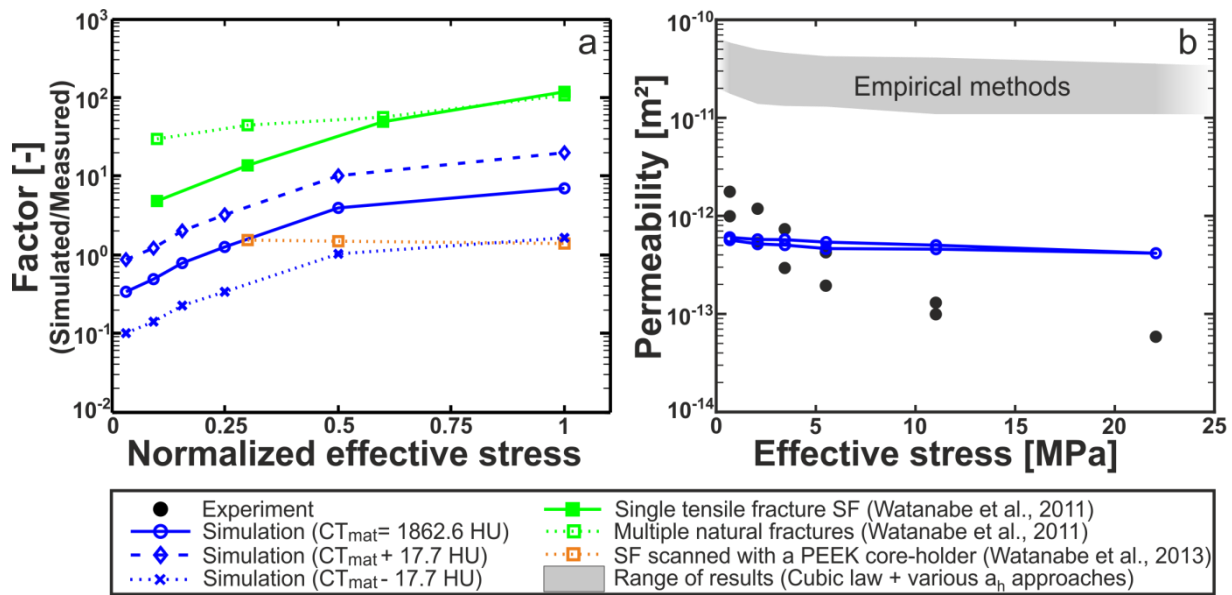 a
10³
10²
10¹
10⁰
10⁻¹
10⁻²
Factor [-]
(Simulated/Measured)
0
0.25
0.5
0.75
1
Normalized effective stress
b
10⁻¹⁰
10⁻¹¹
10⁻¹²
10⁻¹³
10⁻¹⁴
Permeability [m²]
Empirical methods
0
5
10
15
20
25
Effective stress [MPa]
Experiment
Simulation (CTmat= 1862.6 HU)
Simulation (CTmat+ 17.7 HU)
Simulation (CTmat- 17.7 HU)
Single tensile fracture SF (Watanabe et al., 2011)
Multiple natural fractures (Watanabe et al., 2011)
SF scanned with a PEEK core-holder (Watanabe et al., 2013)
Range of results (Cubic law + various ah approaches)